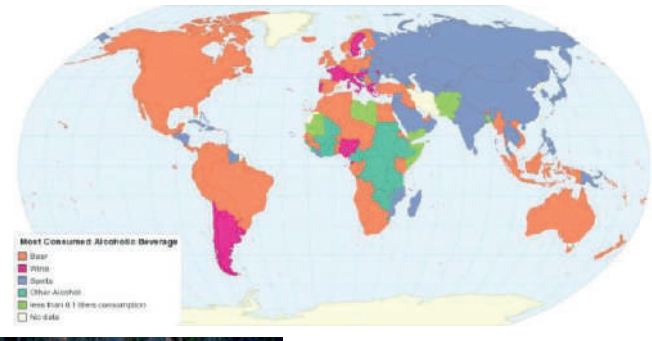 Most Consumed Alcoholic Beverage
Beer
Wine
Spirits
Other Alcohol
less than 0.1 liters consumption
No data